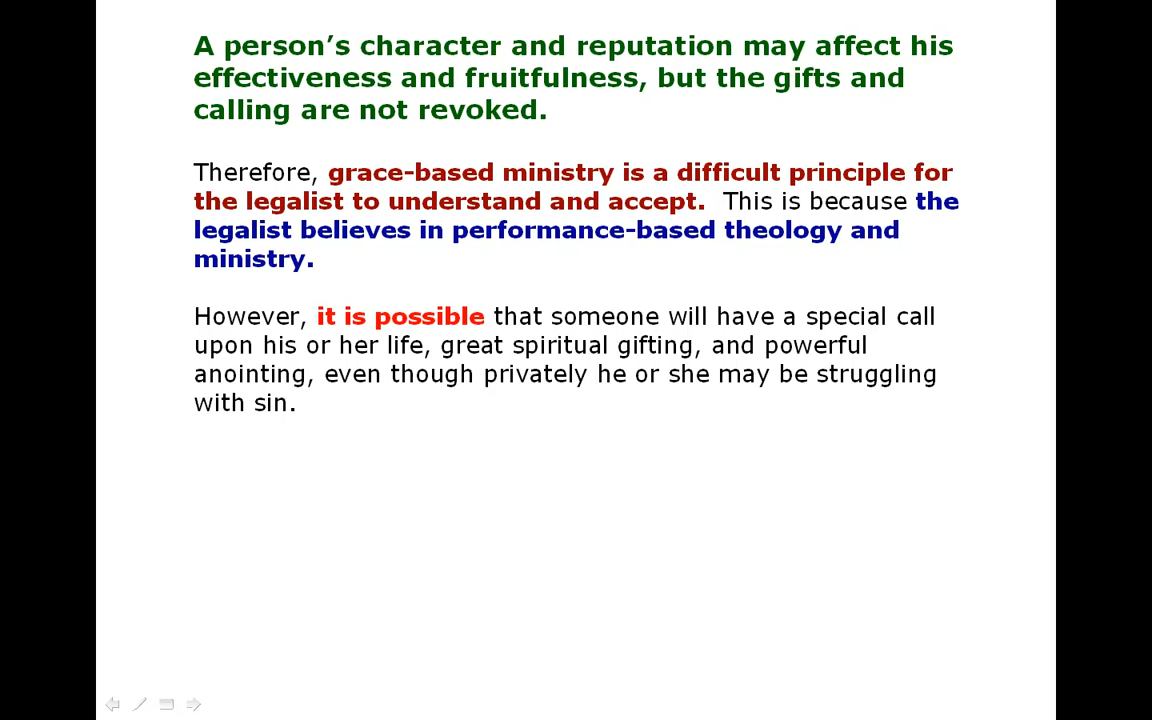 A person’s character and reputation may affect his
effectiveness and fruitfulness, but the gifts and
calling are not revoked.
Therefore, grace-based ministry is a difficult principle for
the legalist to understand and accept.  This is because the
legalist believes in performance-based theology and
ministry.
However, it is possible that someone will have a special call
upon his or her life, great spiritual gifting, and powerful
anointing, even though privately he or she may be struggling
with sin.